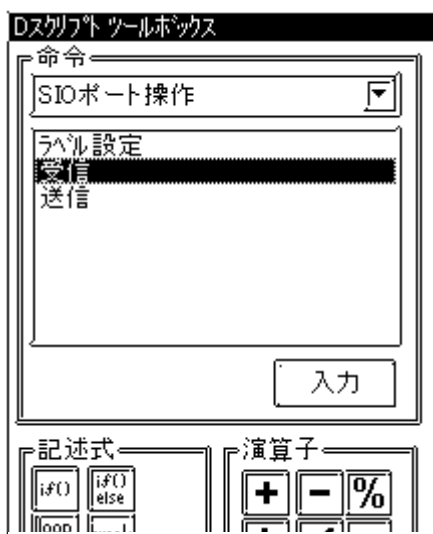 Dｽｸﾘﾌﾟﾄ ﾂｰﾙﾎﾞｯｸｽ
命令
SIOポート操作
ﾗﾍﾞﾙ設定
受信
送信
入力
記述式
演算子
if()
if()
else
+
-
%
loop